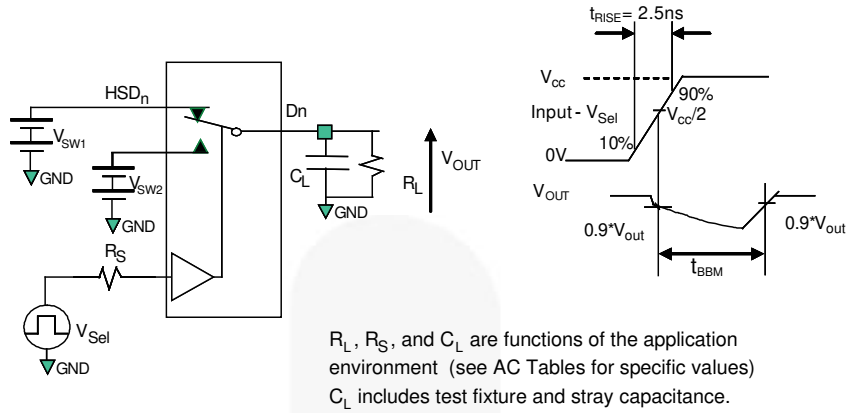 tRISE= 2.5ns
HSDn
Dn
VSW1
GND
VSW2
GND
RS
VSel
GND
CL
RL
VOUT
GND
Vcc
90%
Input - VSel
Vcc/2
10%
0V
VOUT
0.9*Vout
0.9*Vout
tBBM
RL , RS, and CL are functions of the application
environment (see AC Tables for specific values)
CL includes test fixture and stray capacitance.